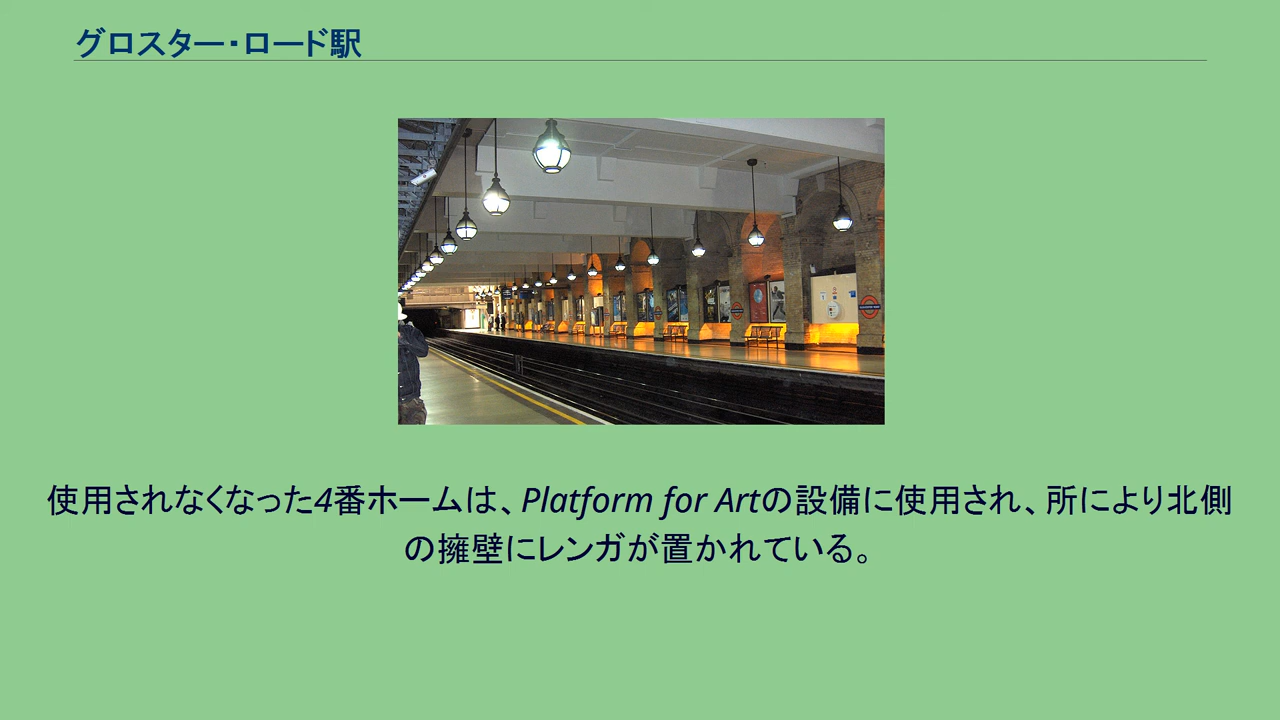 グロスター・ロード駅
使用されなくなった4番ホームは、Platform for Artの設備に使用され、所により北側
の擁壁にレンガが置かれている。